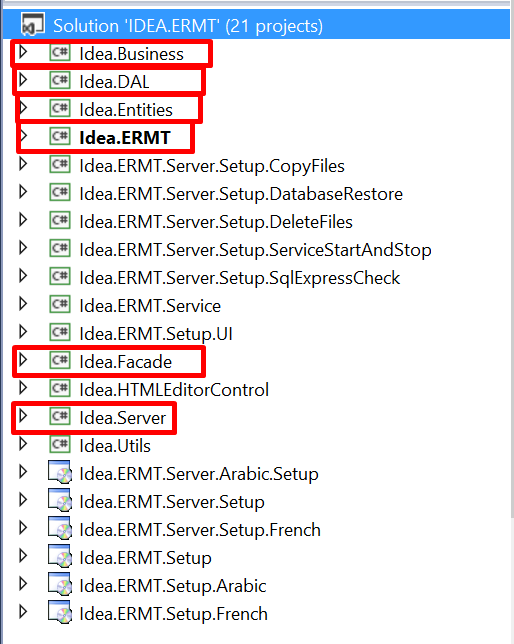 Solution 'IDEA.ERMT' (21 projects)
C# Idea.Business
C# Idea.DAL
C# Idea.Entities
C# Idea.ERMT
C# Idea.ERMT.Server.Setup.CopyFiles
C# Idea.ERMT.Server.Setup.DatabaseRestore
C# Idea.ERMT.Server.Setup.DeleteFiles
C# Idea.ERMT.Server.Setup.ServiceStartAndStop
C# Idea.ERMT.Server.Setup.SqlExpressCheck
C# Idea.ERMT.Service
C# Idea.ERMT.Setup.UI
C# Idea.Facade
C# Idea.HTMLEditorControl
C# Idea.Server
C# Idea.Utils
Idea.ERMT.Server.Arabic.Setup
Idea.ERMT.Server.Setup
Idea.ERMT.Server.Setup.French
Idea.ERMT.Setup
Idea.ERMT.Setup.Arabic
Idea.ERMT.Setup.French